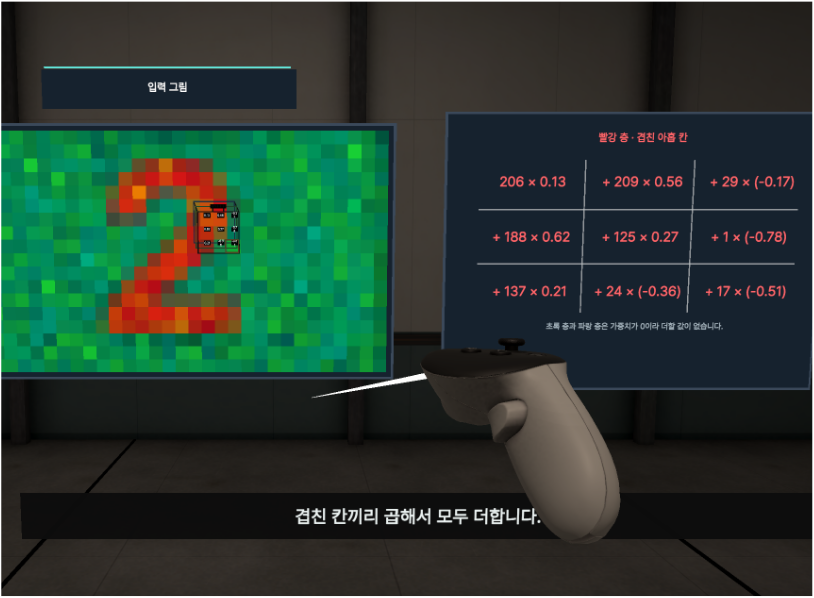 입력 그림
빨강 층 · 겹친 아홉 칸
206 × 0.13 + 209 × 0.56 + 29 × (-0.17)
+ 188 × 0.62 + 125 × 0.27 + 1 × (-0.78)
+ 137 × 0.21 + 24 × (-0.36) + 17 × (-0.51)
초록 층과 파랑 층은 가중치가 0이라 더할 값이 없습니다.
겹친 칸끼리 곱해서 모두 더합니다.